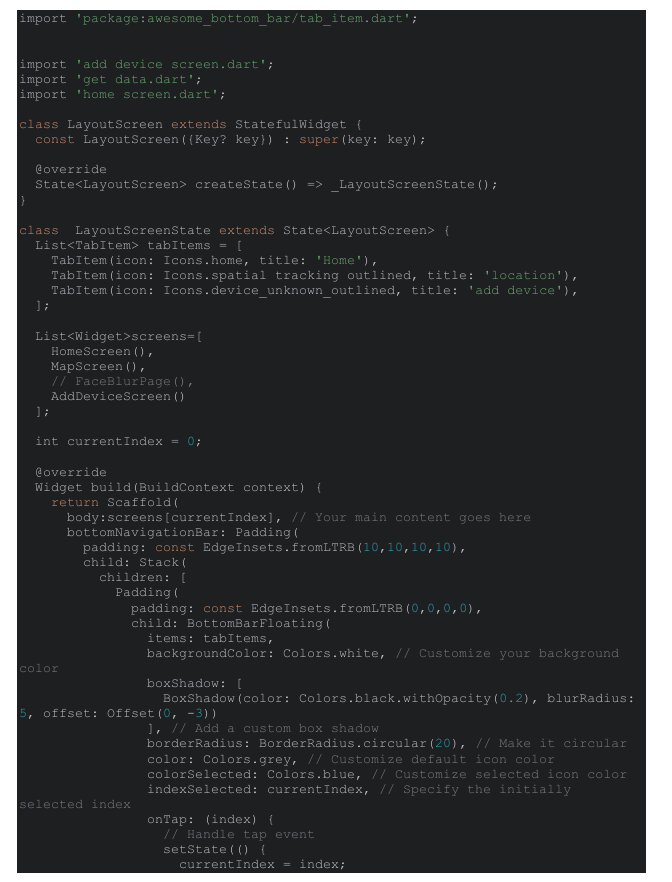 import 'package:awesome_bottom_bar/tab_item.dart';
import 'add device screen.dart';
import 'get data.dart';
import 'home screen.dart';
class LayoutScreen extends StatefulWidget {
const LayoutScreen({Key? key}) : super(key: key);
@override
State<LayoutScreen> createState() => _LayoutScreenState();
}
class  LayoutScreenState extends State<LayoutScreen> {
List<TabItem> tabItems = [
TabItem(icon: Icons.home, title: 'Home'),
TabItem(icon: Icons.spatial tracking outlined, title: 'location'),
TabItem(icon: Icons.device_unknown_outlined, title: 'add device'),
];
List<Widget>screens=[
HomeScreen(),
MapScreen(),
// FaceBlurPage(),
AddDeviceScreen()
];
int currentIndex = 0;
@override
Widget build(BuildContext context) {
return Scaffold(
body:screens[currentIndex], // Your main content goes here
bottomNavigationBar: Padding(
padding: const EdgeInsets.fromLTRB(10,10,10,10),
child: Stack(
children: [
Padding(
padding: const EdgeInsets.fromLTRB(0,0,0,0),
child: BottomBarFloating(
items: tabItems,
backgroundColor: Colors.white, // Customize your background
color
boxShadow: [
BoxShadow(color: Colors.black.withOpacity(0.2), blurRadius:
5, offset: Offset(0, -3))
], // Add a custom box shadow
borderRadius: BorderRadius.circular(20), // Make it circular
color: Colors.grey, // Customize default icon color
colorSelected: Colors.blue, // Customize selected icon color
indexSelected: currentIndex, // Specify the initially
selected index
onTap: (index) {
// Handle tap event
setState(() {
currentIndex = index;